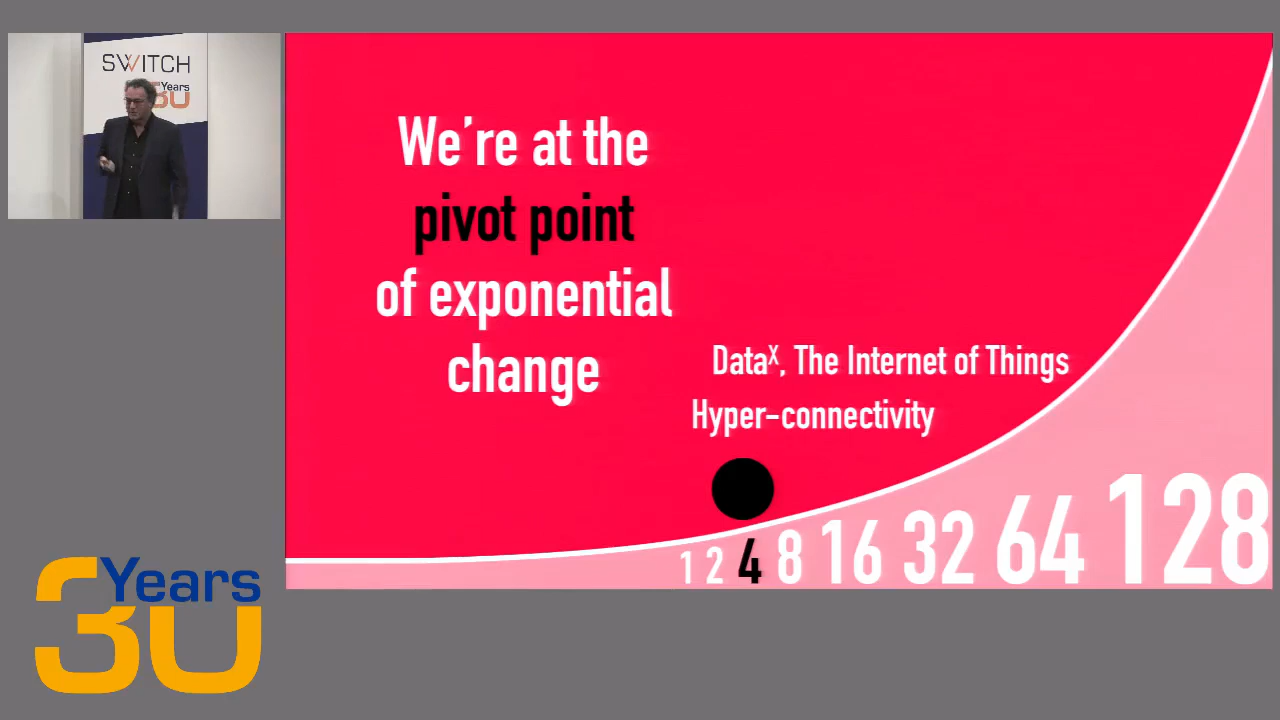 SWITCH
Years
30
We're at the
pivot point
of exponential
change
Dataˣ, The Internet of Things
Hyper-connectivity
1 2 4 8 16 32 64 128
Years
30